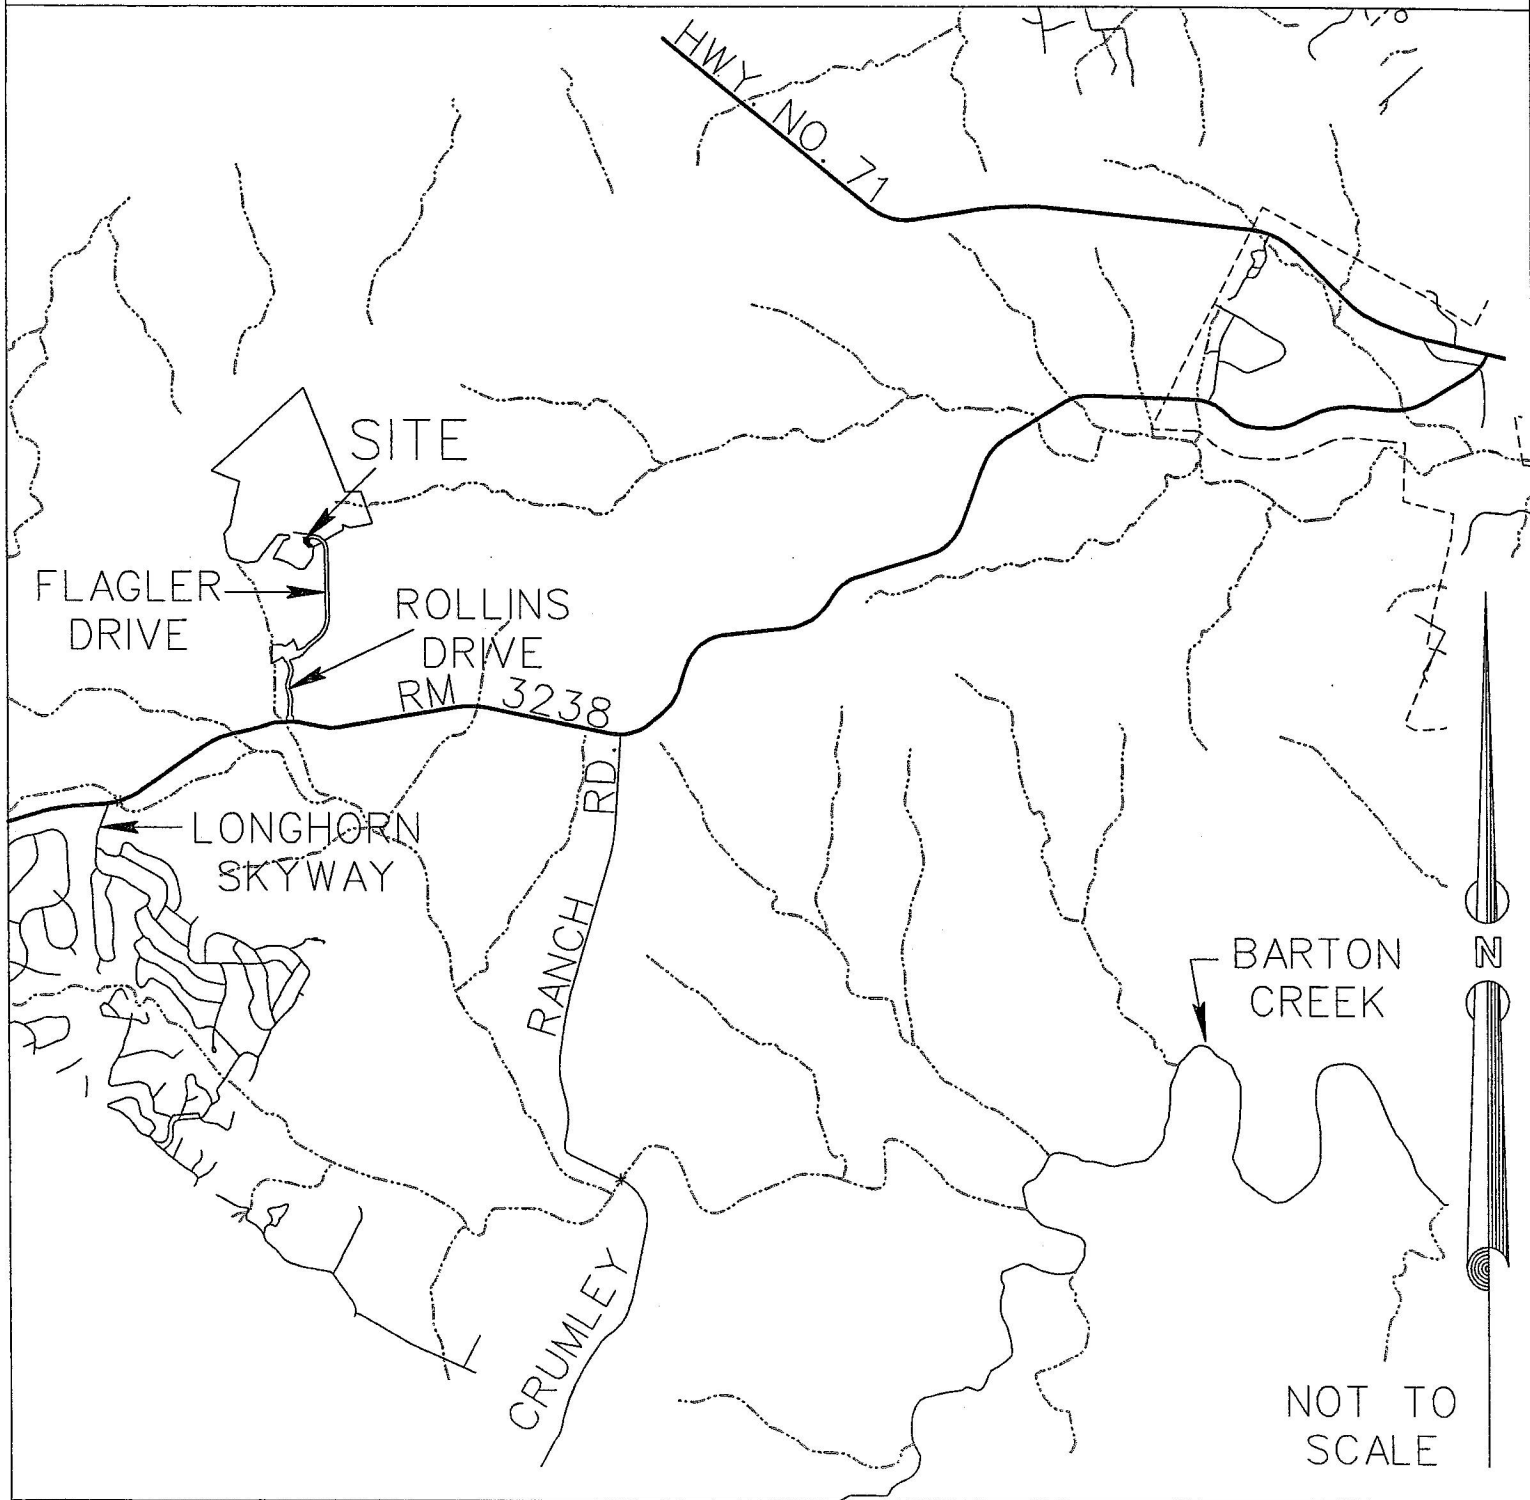 HWY. NO. 71
SITE
FLAGLER
DRIVE
ROLLINS
DRIVE
RM 3238
LONGHORN
SKYWAY
CRUMLEY RANCH RD.
BARTON
CREEK
N
NOT TO
SCALE